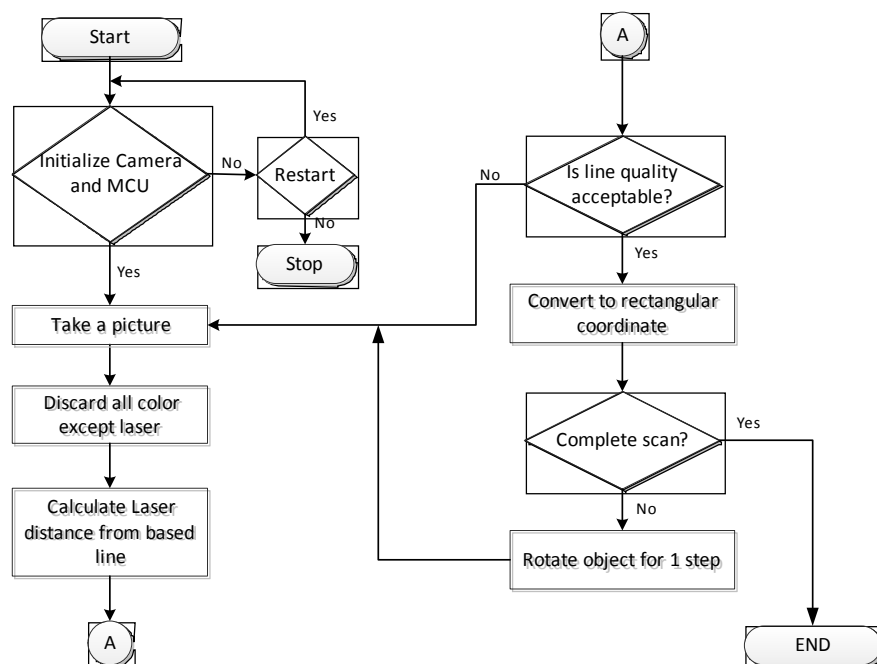 Start
Yes
Initialize Camera
and MCU
No
Restart
No
Stop
Yes
Take a picture
Discard all color
except laser
Calculate Laser
distance from based
line
A
A
Is line quality
acceptable?
No
Yes
Convert to rectangular
coordinate
Complete scan?
Yes
No
Rotate object for 1 step
END